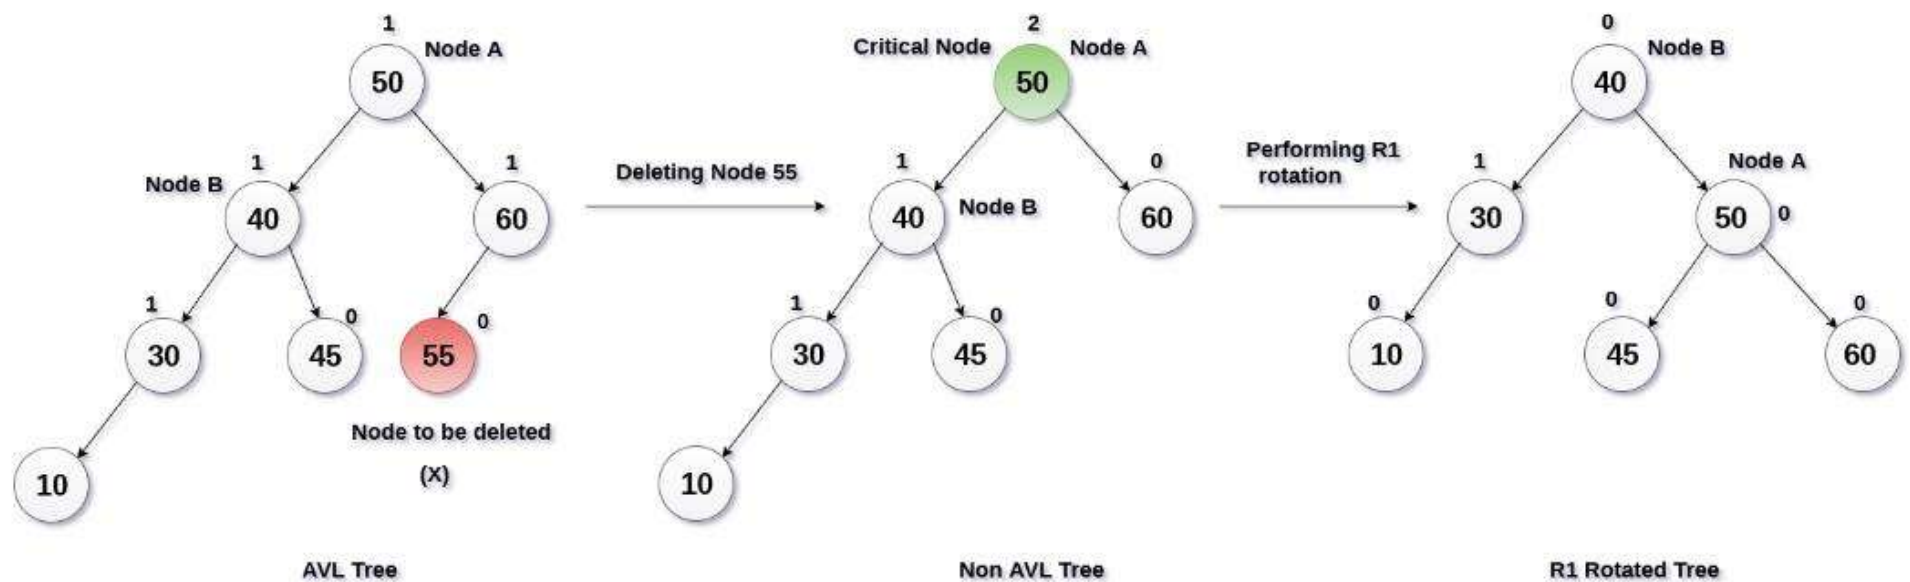 1
Node A
50
1
Node B
40
1
60
1
30
0
45
0
55
10
Node to be deleted
(X)
AVL Tree
Deleting Node 55
2
Critical Node
Node A
50
1
40
Node B
0
60
1
30
0
45
10
Non AVL Tree
Performing R1
rotation
0
Node B
40
1
30
Node A
50
0
0
10
0
45
0
60
R1 Rotated Tree